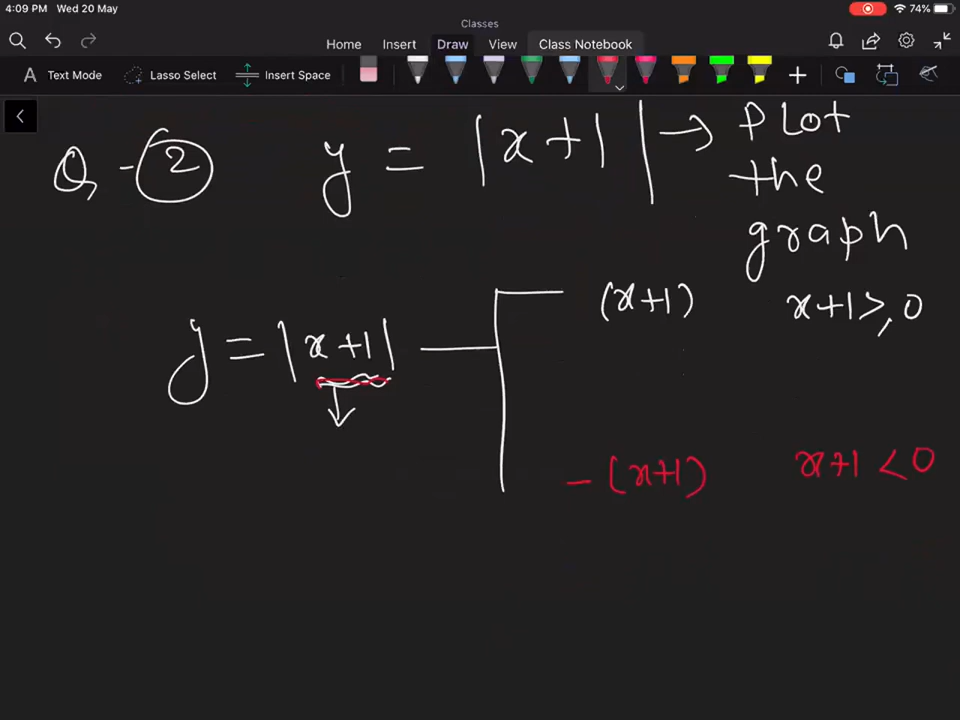 4:09 PM Wed 20 May 74%
Classes
Home Insert Draw View Class Notebook
A Text Mode Lasso Select Insert Space
Q - 2 y = |x+1| → Plot
the
graph
(x+1) x+1 ≥, 0
y = |x+1|
- (x+1) x+1 < 0